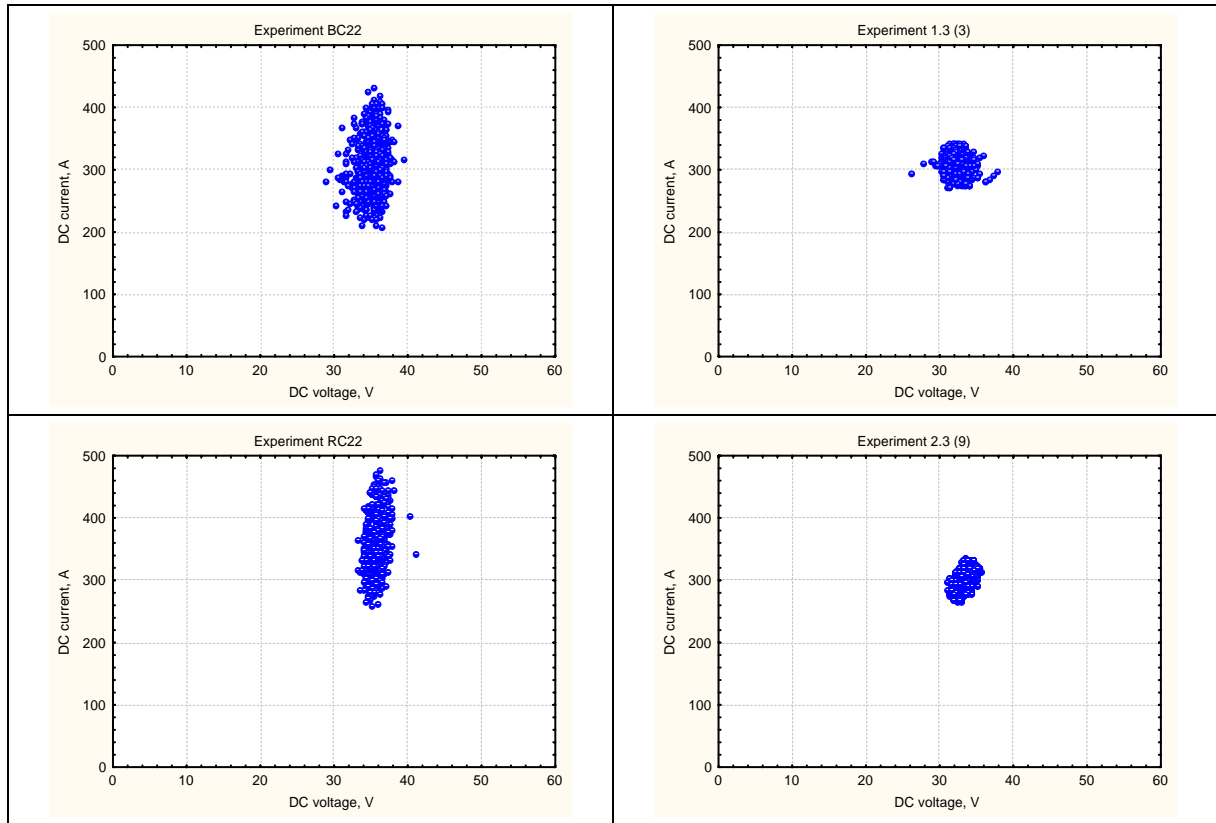 Experiment BC22
500
400
300
200
100
0
DC current, A
0 10 20 30 40 50 60
DC voltage, V
Experiment 1.3 (3)
500
400
300
200
100
0
DC current, A
0 10 20 30 40 50 60
DC voltage, V
Experiment RC22
500
400
300
200
100
0
DC current, A
0 10 20 30 40 50 60
DC voltage, V
Experiment 2.3 (9)
500
400
300
200
100
0
DC current, A
0 10 20 30 40 50 60
DC voltage, V